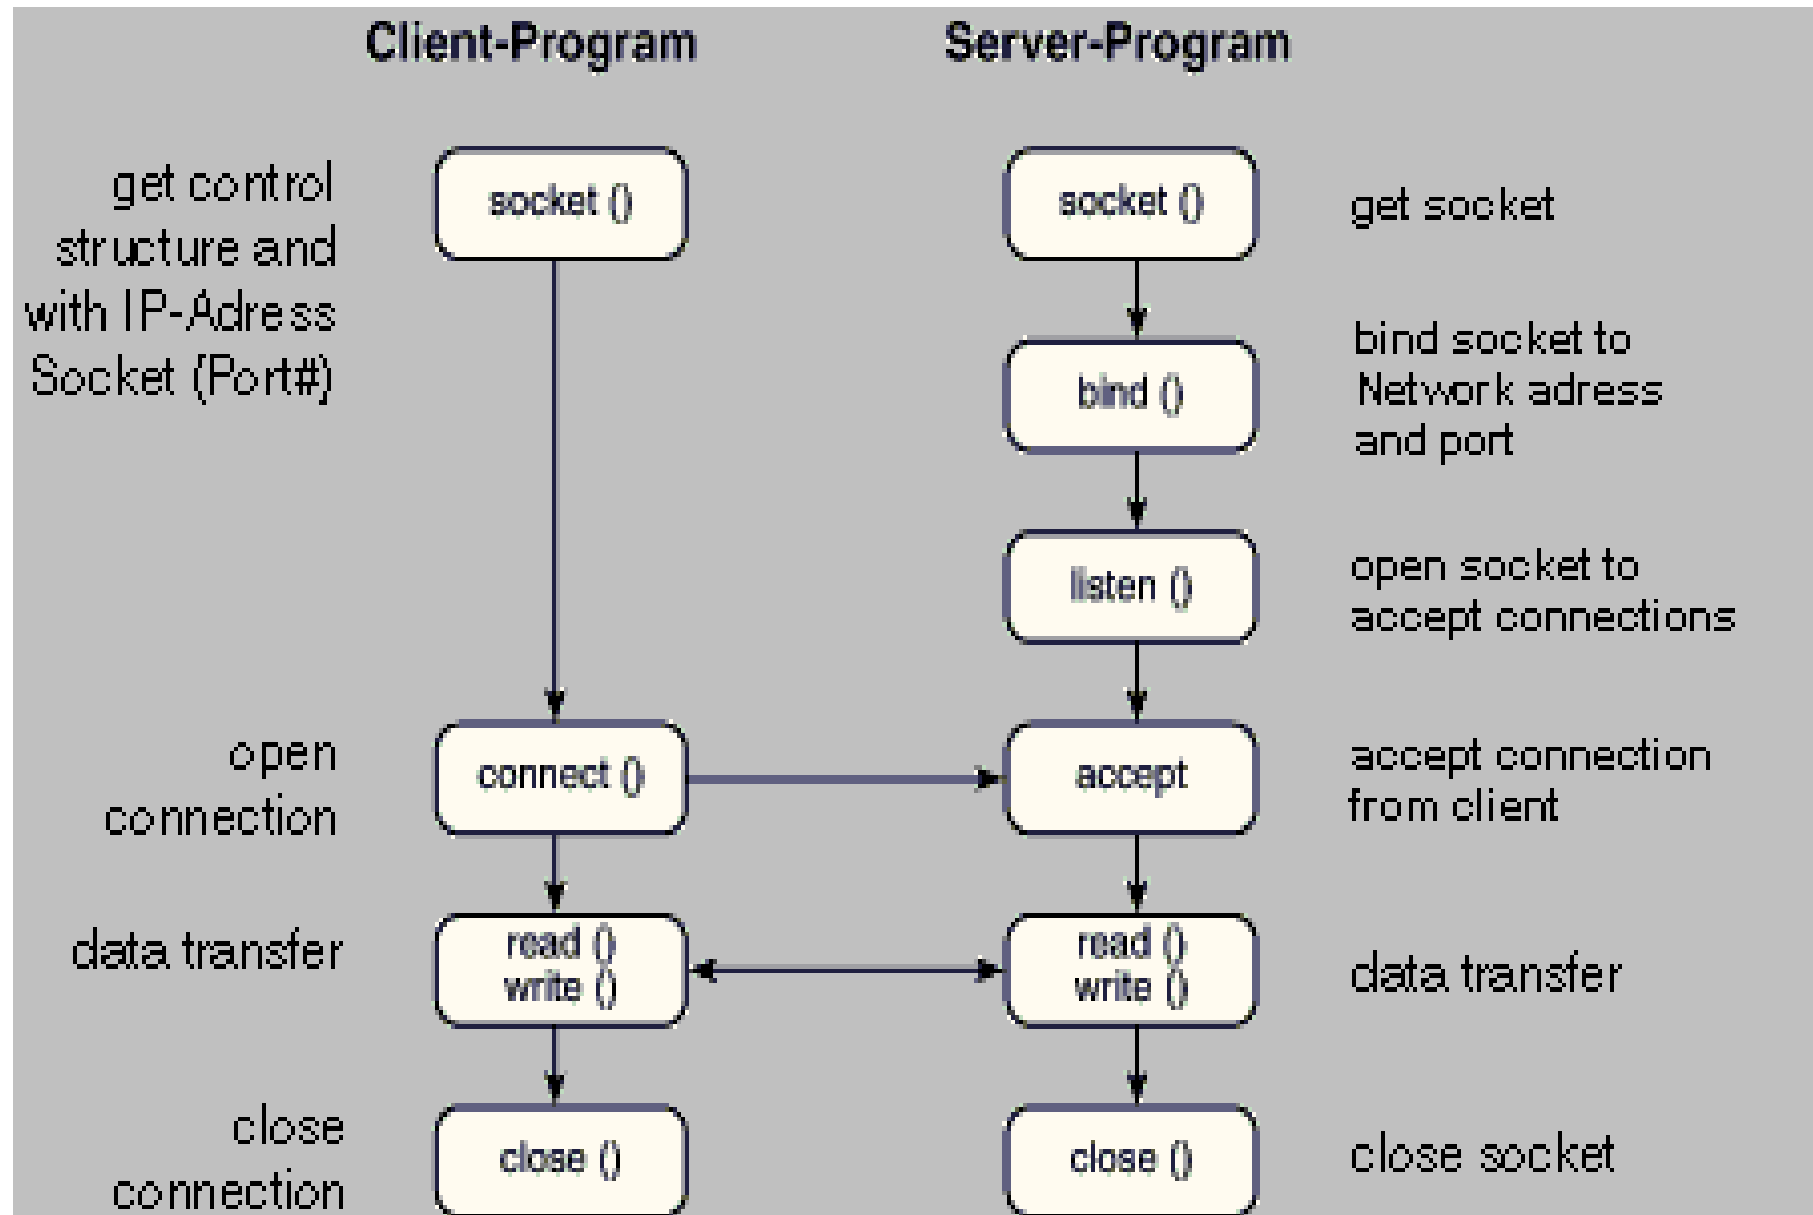 Client-Program
Server-Program
get control
structure and
with IP-Adress
Socket (Port#)
socket ()
socket ()
get socket
bind ()
bind socket to
Network adress
and port
listen ()
open socket to
accept connections
open
connection
connect ()
accept
accept connection
from client
data transfer
read ()
write ()
read ()
write ()
data transfer
close
connection
close ()
close ()
close socket